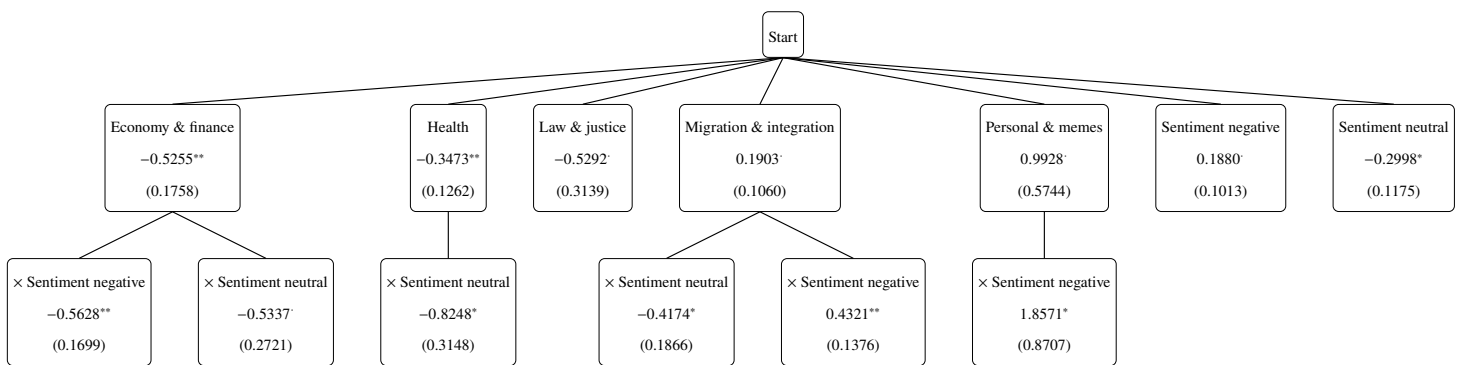 Start
Economy & finance
−0.5255**
(0.1758)
Health
−0.3473**
(0.1262)
Law & justice
−0.5292·
(0.3139)
Migration & integration
0.1903·
(0.1060)
Personal & memes
0.9928·
(0.5744)
Sentiment negative
0.1880·
(0.1013)
Sentiment neutral
−0.2998*
(0.1175)
× Sentiment negative
−0.5628**
(0.1699)
× Sentiment neutral
−0.5337·
(0.2721)
× Sentiment neutral
−0.8248*
(0.3148)
× Sentiment neutral
−0.4174*
(0.1866)
× Sentiment negative
0.4321**
(0.1376)
× Sentiment negative
1.8571*
(0.8707)